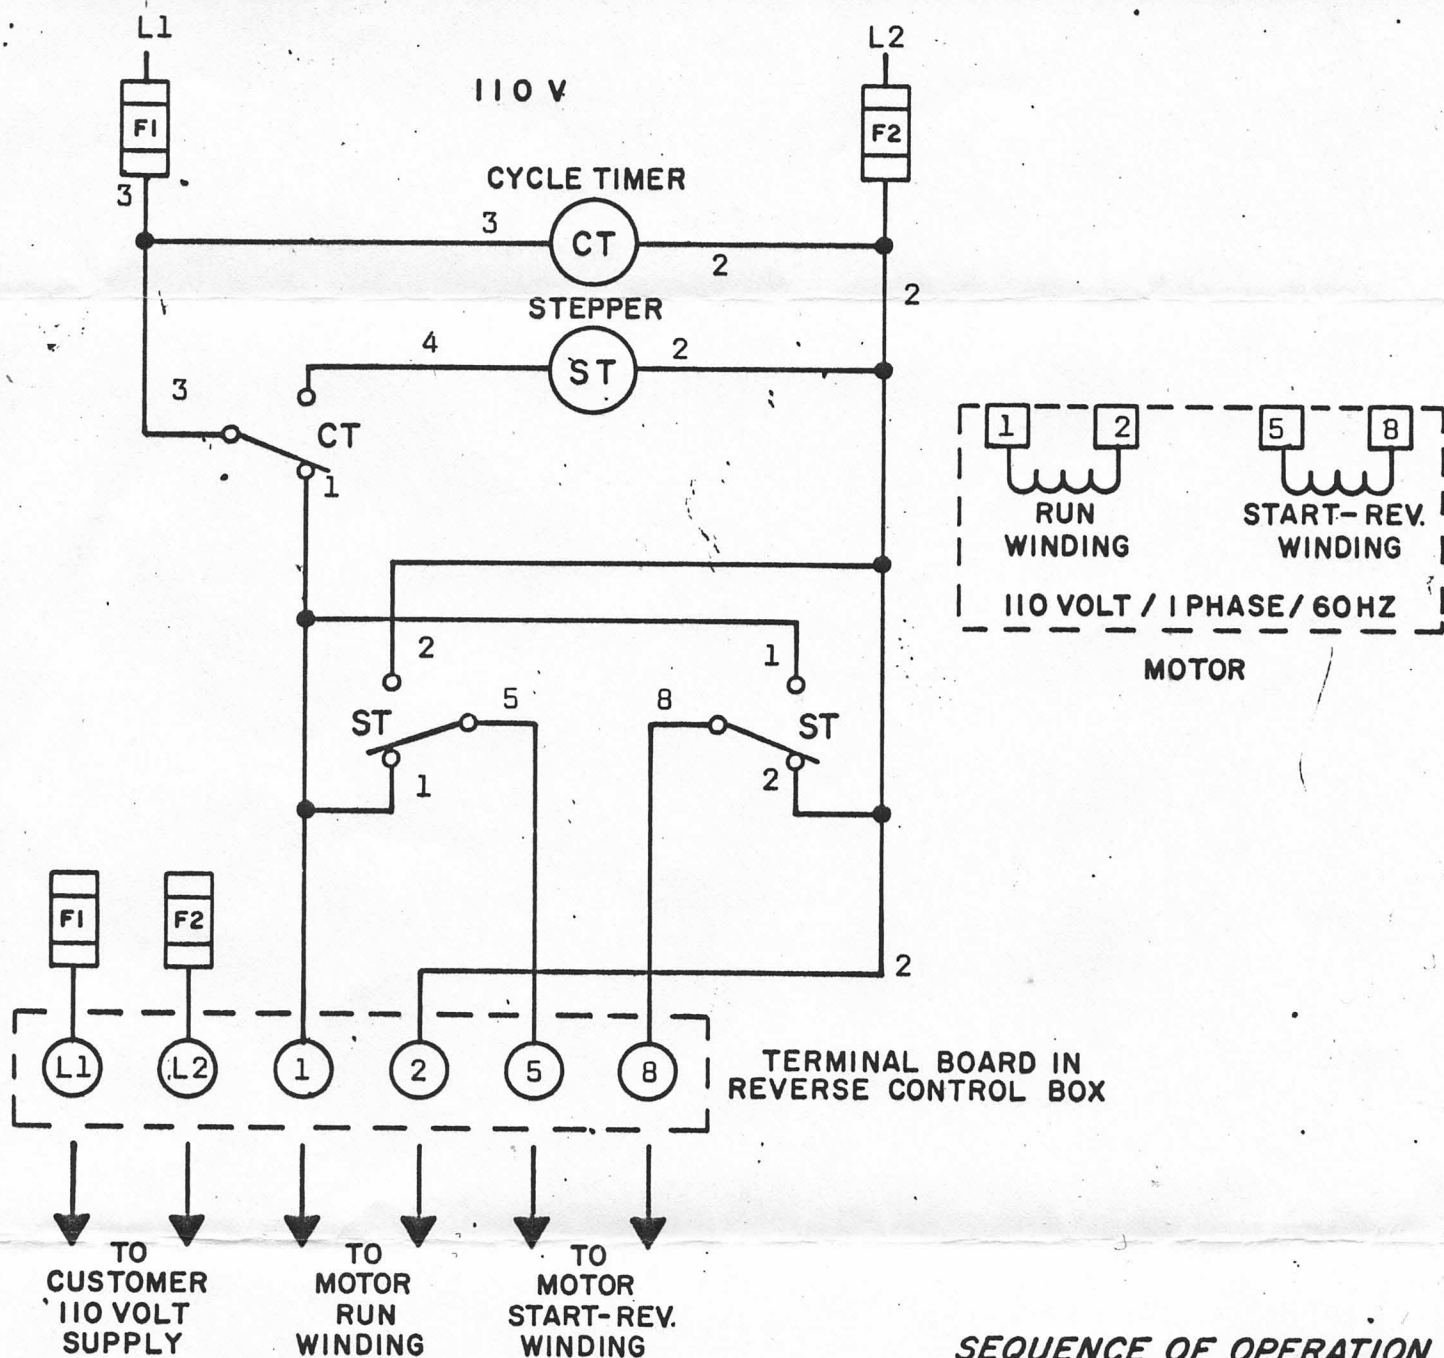 L1
L2
110 V
F1
F2
CYCLE TIMER
3
3
CT
2
2
STEPPER
4
ST
2
3
CT
1
1
2
5
8
RUN
WINDING
START-REV.
WINDING
110 VOLT / 1 PHASE / 60 HZ
MOTOR
2
1
5
8
ST
ST
1
2
F1
F2
2
L1
L2
1
2
5
8
TERMINAL BOARD IN
REVERSE CONTROL BOX
TO
CUSTOMER
110 VOLT
SUPPLY
TO
MOTOR
RUN
WINDING
TO
MOTOR
START-REV.
WINDING
SEQUENCE OF OPERATION